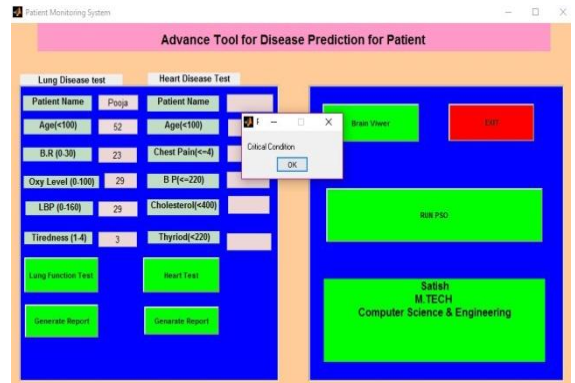 Patient Monitoring System
Advance Tool for Disease Prediction for Patient
Lung Disease test
Heart Disease Test
Patient Name
Pooja
Age(<100)
52
B.R (0-30)
23
Oxy Level (0-100)
29
LBP (0-160)
29
Tiredness (1-4)
3
Lung Function Test
Generate Report
Patient Name
Age(<100)
Chest Pain(<=4)
B P(<=220)
Cholesterol(<400)
Thyriod(<220)
Heart Test
Genarate Report
Critical Condition
OK
Brain Viwer
EXIT
RUN PSO
Satish
M.TECH
Computer Science & Engineering